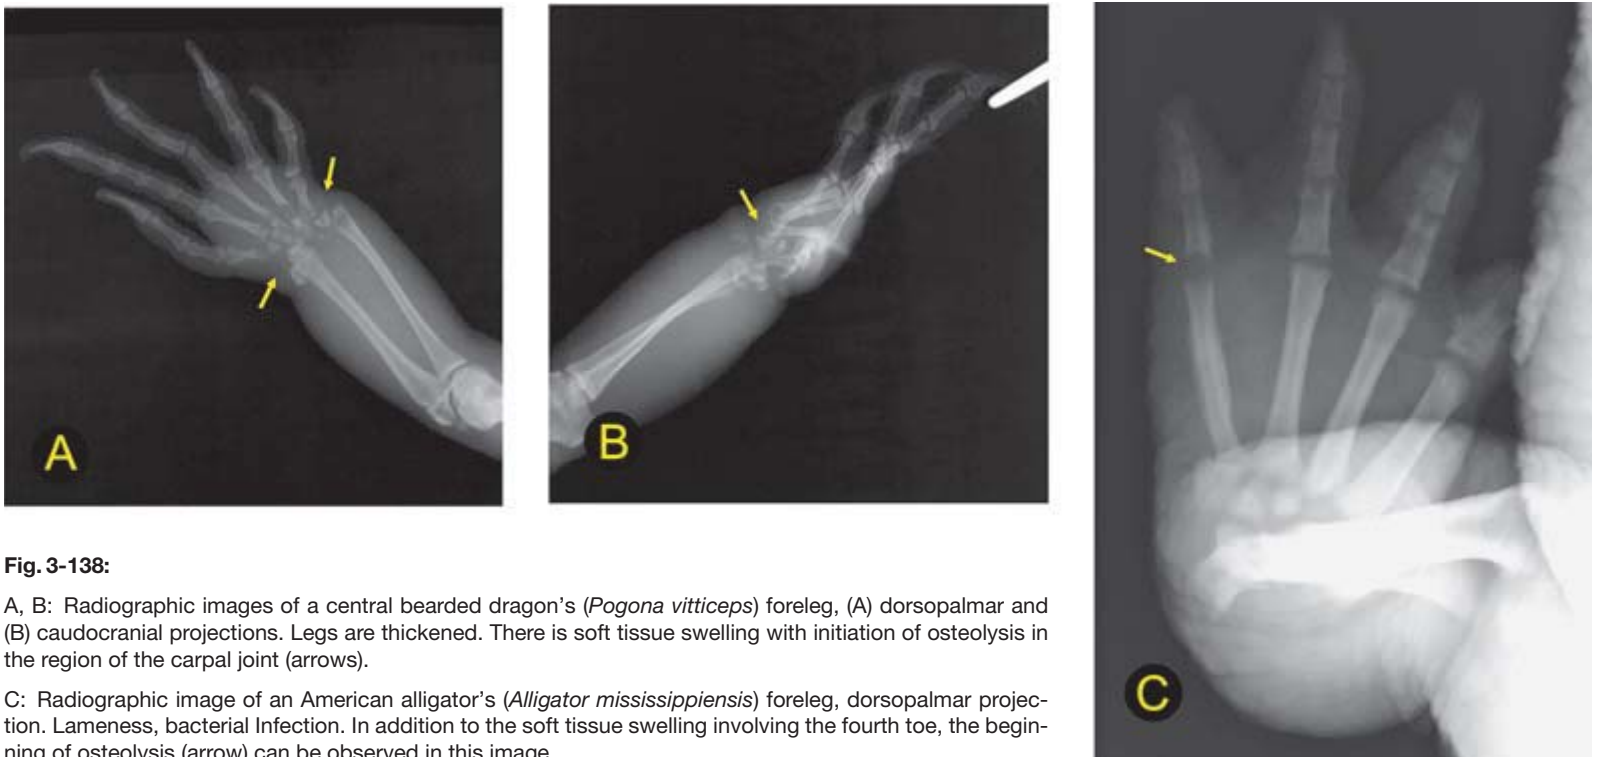 A
B
C
Fig. 3-138:
A, B: Radiographic images of a central bearded dragon's (Pogona vitticeps) foreleg, (A) dorsopalmar and
(B) caudocranial projections. Legs are thickened. There is soft tissue swelling with initiation of osteolysis in
the region of the carpal joint (arrows).
C: Radiographic image of an American alligator's (Alligator mississippiensis) foreleg, dorsopalmar projec-
tion. Lameness, bacterial Infection. In addition to the soft tissue swelling involving the fourth toe, the begin-
ning of osteolysis (arrow) can be observed in this image.